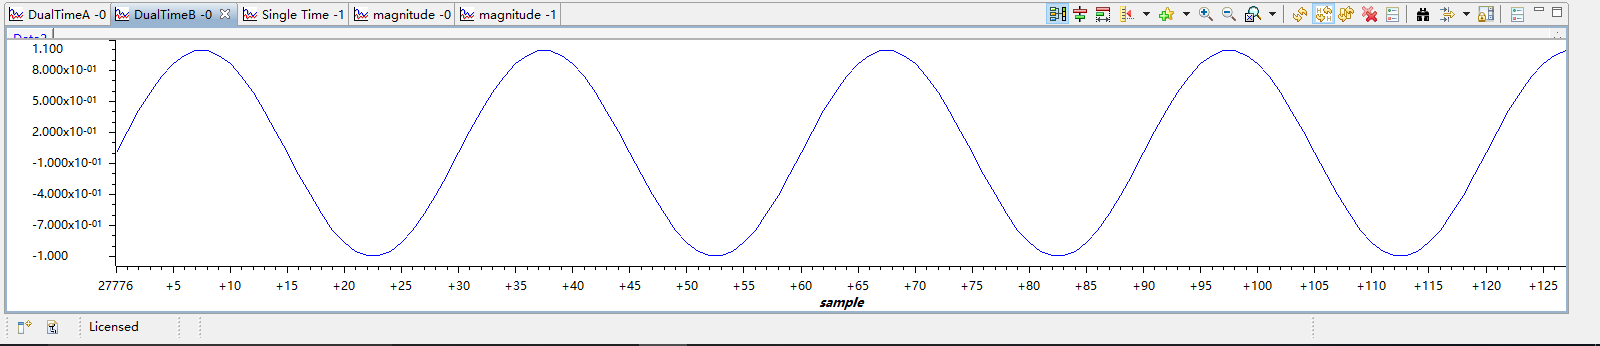 DualTimeA -0 DualTimeB -0 Single Time -1 magnitude -0 magnitude -1
1.100
8.000x10-01
5.000x10-01
2.000x10-01
-1.000x10-01
-4.000x10-01
-7.000x10-01
-1.000
27776 +5 +10 +15 +20 +25 +30 +35 +40 +45 +50 +55 +60 +65 +70 +75 +80 +85 +90 +95 +100 +105 +110 +115 +120 +125
sample
Licensed